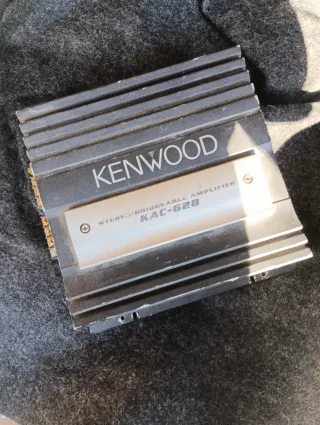 KENWOOD
STEREO/BRIDGEABLE AMPLIFIER
KAC-628